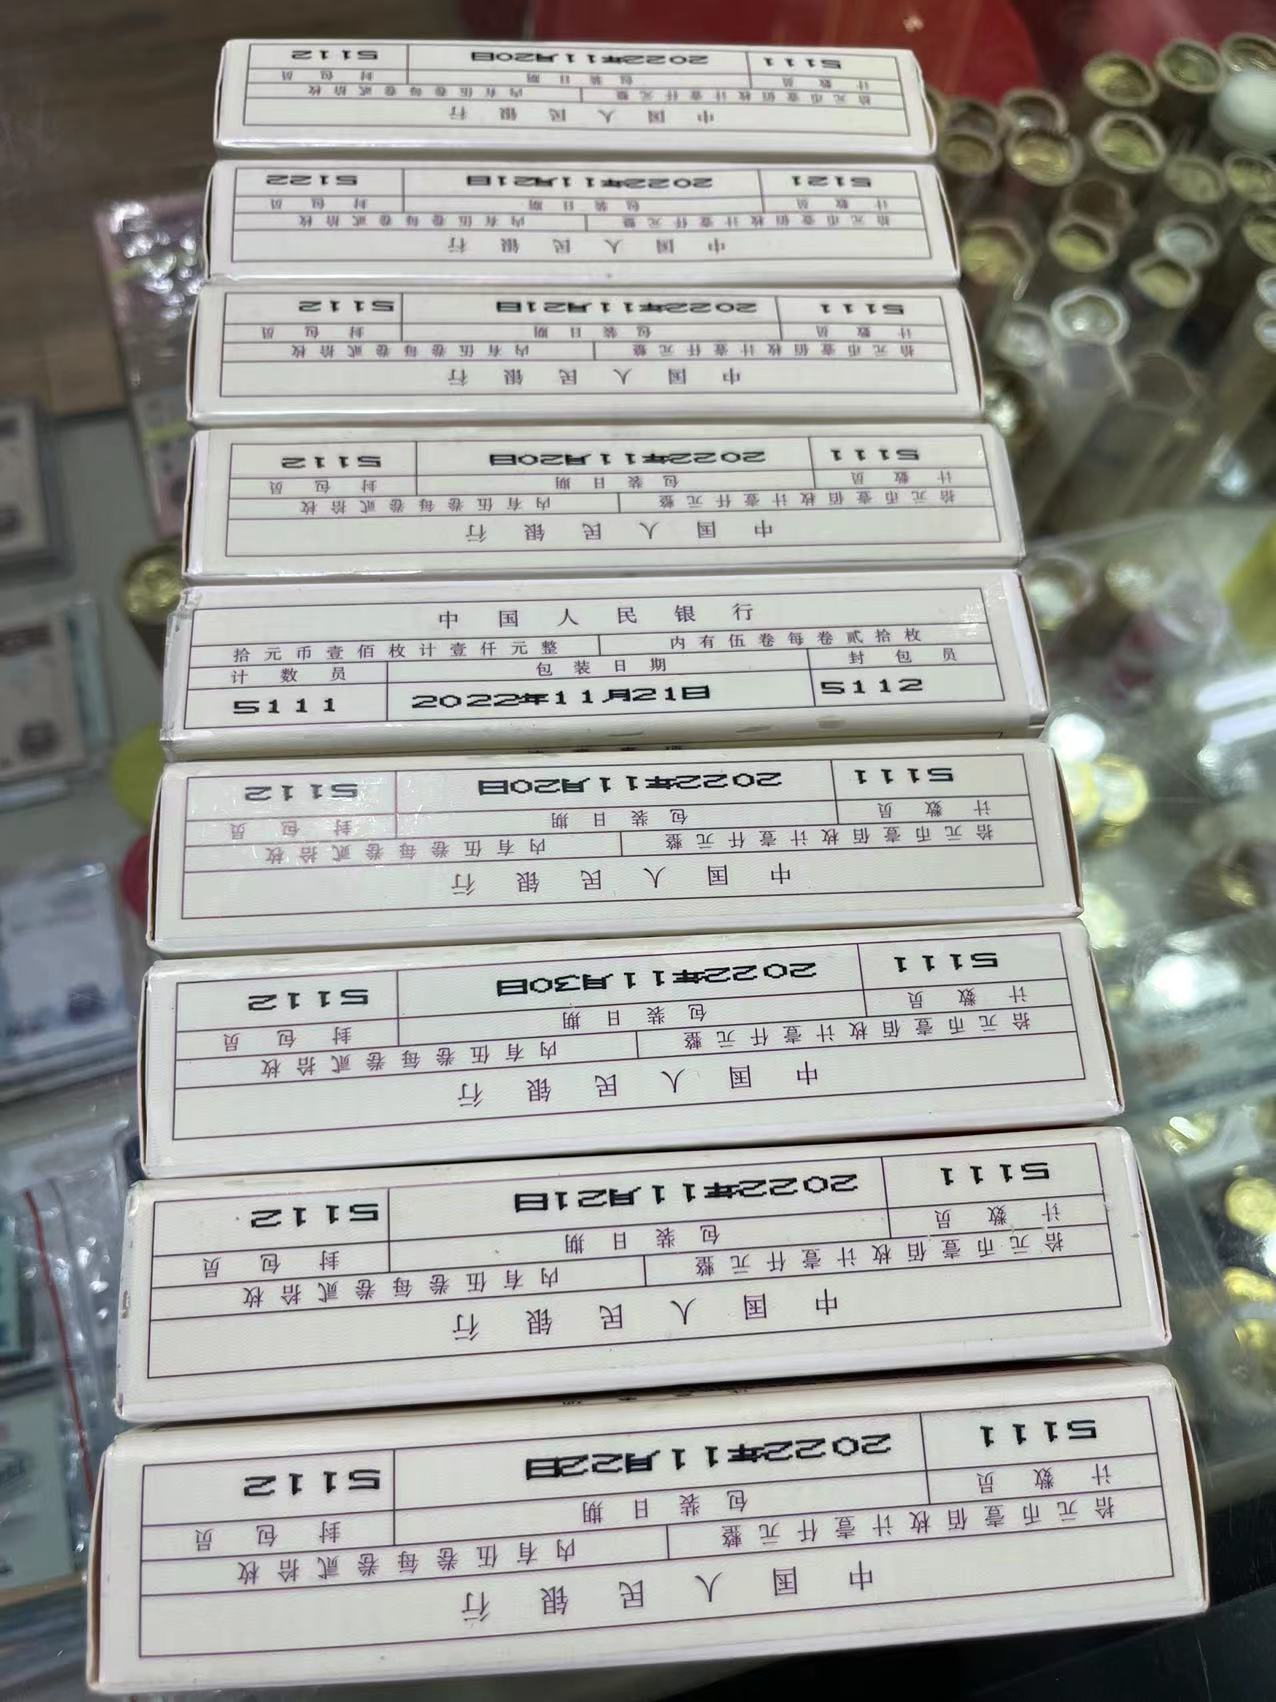 中国人民银行
拾元币壹佰枚计壹仟元整 内有伍卷每卷贰拾枚
计数员 包装日期 封包员
5111 2022年11月20日 5112
中国人民银行
拾元币壹佰枚计壹仟元整 内有伍卷每卷贰拾枚
计数员 包装日期 封包员
5121 2022年11月21日 5122
中国人民银行
拾元币壹佰枚计壹仟元整 内有伍卷每卷贰拾枚
计数员 包装日期 封包员
5111 2022年11月21日 5112
中国人民银行
拾元币壹佰枚计壹仟元整 内有伍卷每卷贰拾枚
计数员 包装日期 封包员
5111 2022年11月20日 5112
中国人民银行
拾元币壹佰枚计壹仟元整 内有伍卷每卷贰拾枚
计数员 包装日期 封包员
5111 2022年11月21日 5112
中国人民银行
拾元币壹佰枚计壹仟元整 内有伍卷每卷贰拾枚
计数员 包装日期 封包员
5111 2022年11月20日 5112
中国人民银行
拾元币壹佰枚计壹仟元整 内有伍卷每卷贰拾枚
计数员 包装日期 封包员
5111 2022年11月30日 5112
中国人民银行
拾元币壹佰枚计壹仟元整 内有伍卷每卷贰拾枚
计数员 包装日期 封包员
5111 2022年11月21日 5112
中国人民银行
拾元币壹佰枚计壹仟元整 内有伍卷每卷贰拾枚
计数员 包装日期 封包员
5111 2022年11月22日 5112